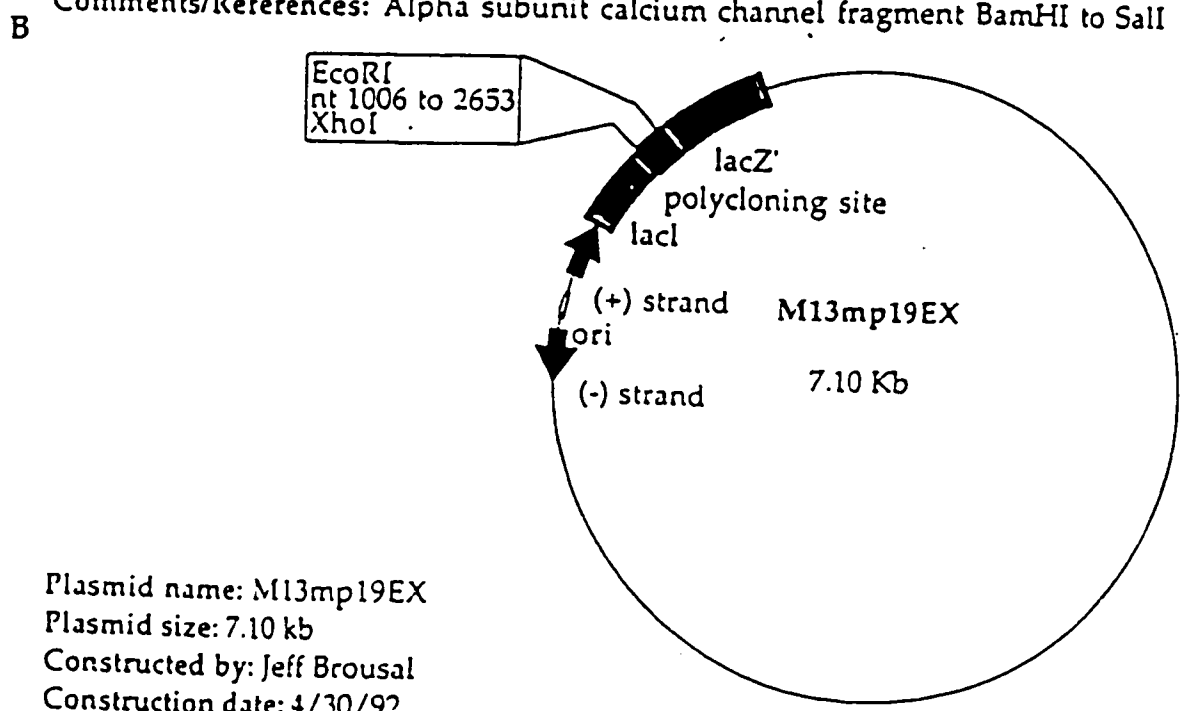 Comments/References: Alpha subunit calcium channel fragment BamHI to SalI
B
EcoRI
nt 1006 to 2653
XhoI
lacZ'
polycloning site
lacI
(+) strand
M13mp19EX
ori
7.10 Kb
(-) strand
Plasmid name: M13mp19EX
Plasmid size: 7.10 kb
Constructed by: Jeff Brousal
Construction date: 4/30/92